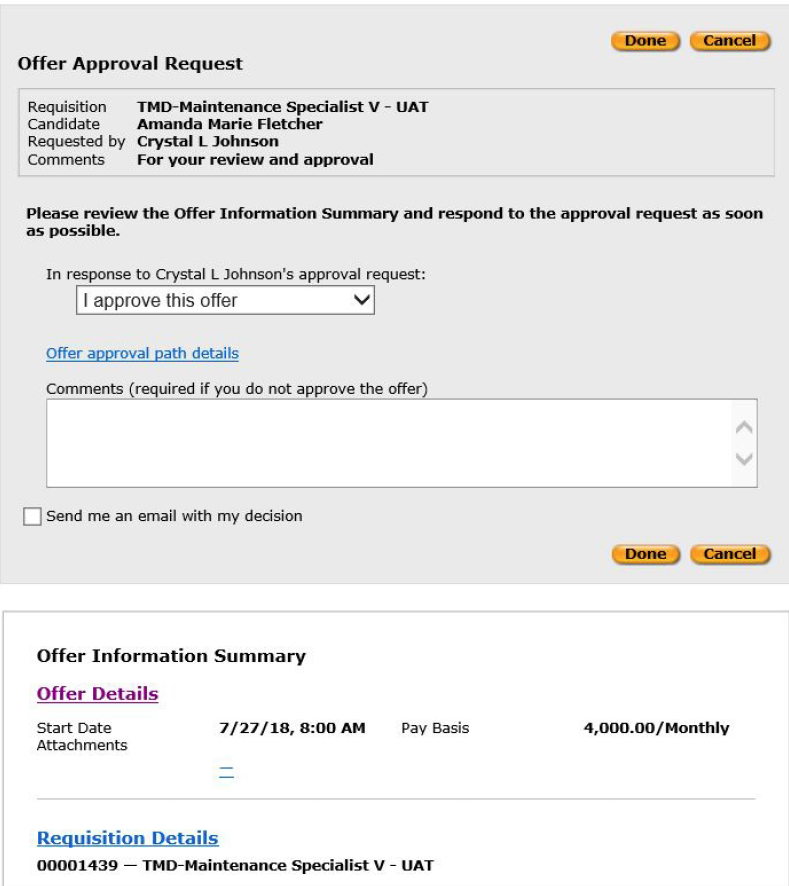 Done Cancel
Offer Approval Request
Requisition TMD-Maintenance Specialist V - UAT
Candidate Amanda Marie Fletcher
Requested by Crystal L Johnson
Comments For your review and approval
Please review the Offer Information Summary and respond to the approval request as soon
as possible.
In response to Crystal L Johnson's approval request:
I approve this offer
Offer approval path details
Comments (required if you do not approve the offer)
Send me an email with my decision
Done Cancel
Offer Information Summary
Offer Details
Start Date 7/27/18, 8:00 AM Pay Basis 4,000.00/Monthly
Attachments
—
Requisition Details
00001439 — TMD-Maintenance Specialist V - UAT